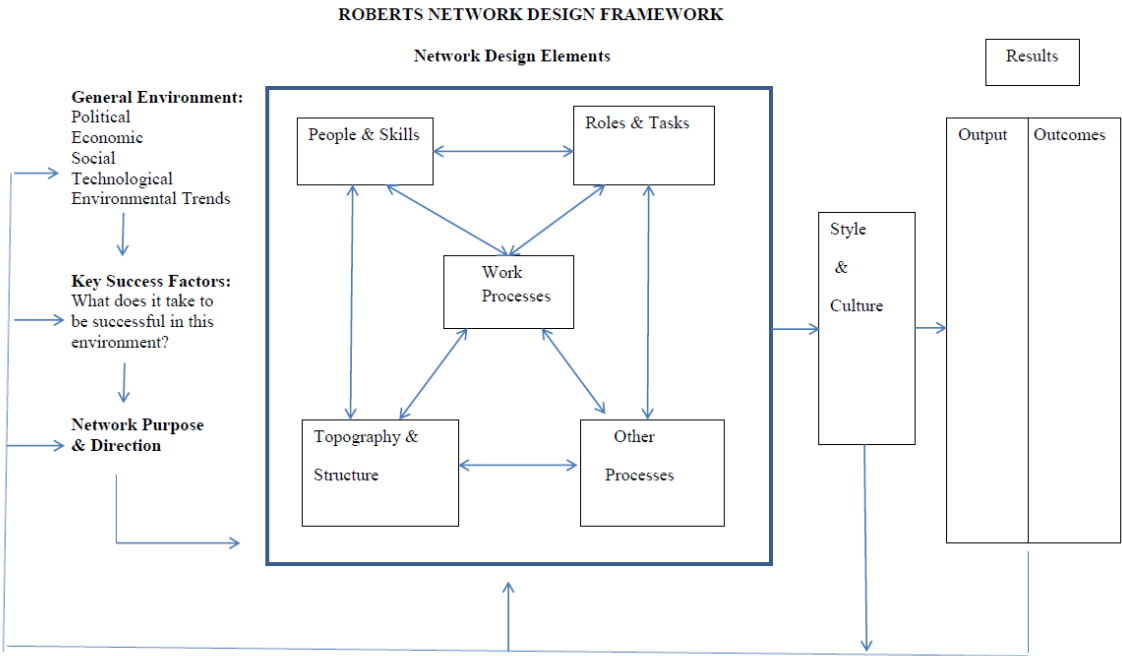 ROBERTS NETWORK DESIGN FRAMEWORK
Network Design Elements
General Environment:
Political
Economic
Social
Technological
Environmental Trends
Key Success Factors:
What does it take to
be successful in this
environment?
Network Purpose
& Direction
People & Skills
Roles & Tasks
Work
Processes
Topography &
Structure
Other
Processes
Style
&
Culture
Results
Output
Outcomes